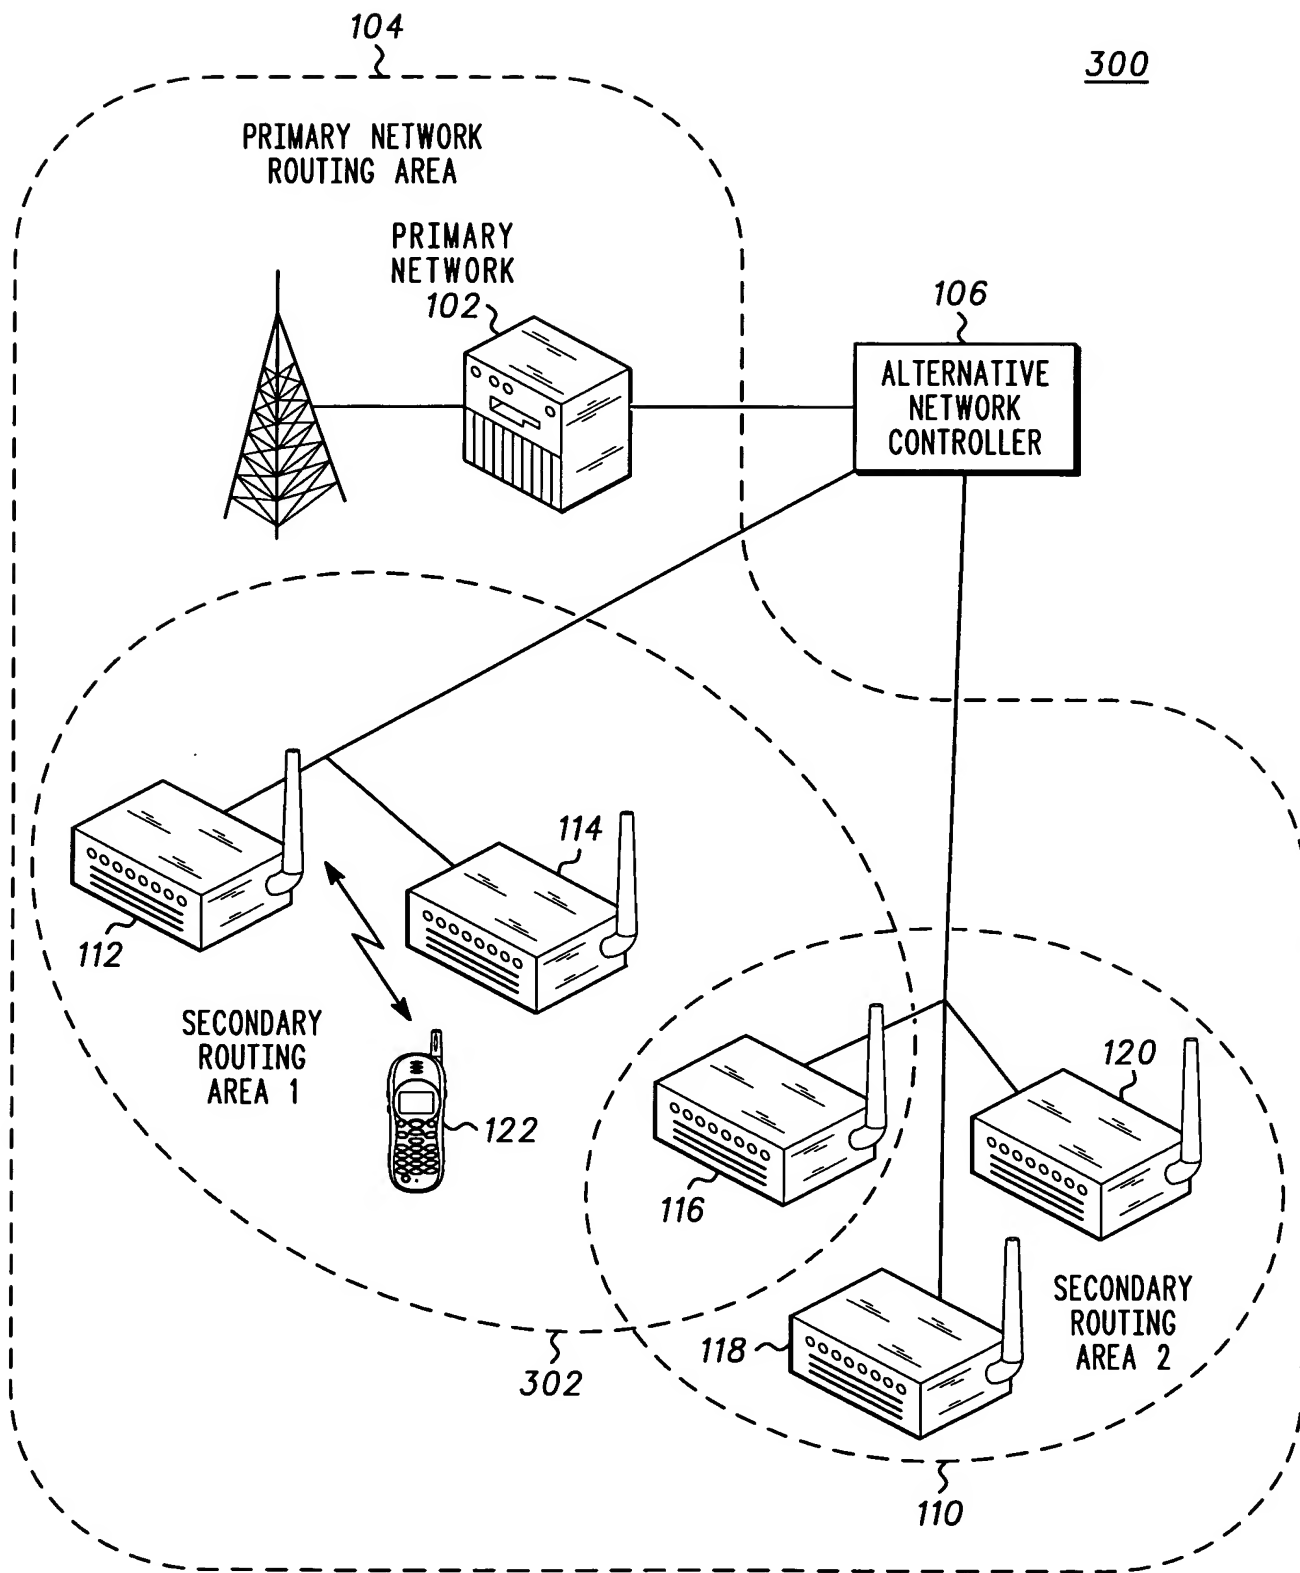 104
300
PRIMARY NETWORK
ROUTING AREA
PRIMARY
NETWORK
102
106
ALTERNATIVE
NETWORK
CONTROLLER
114
112
SECONDARY
ROUTING
AREA 1
122
120
116
SECONDARY
ROUTING
AREA 2
118
302
110